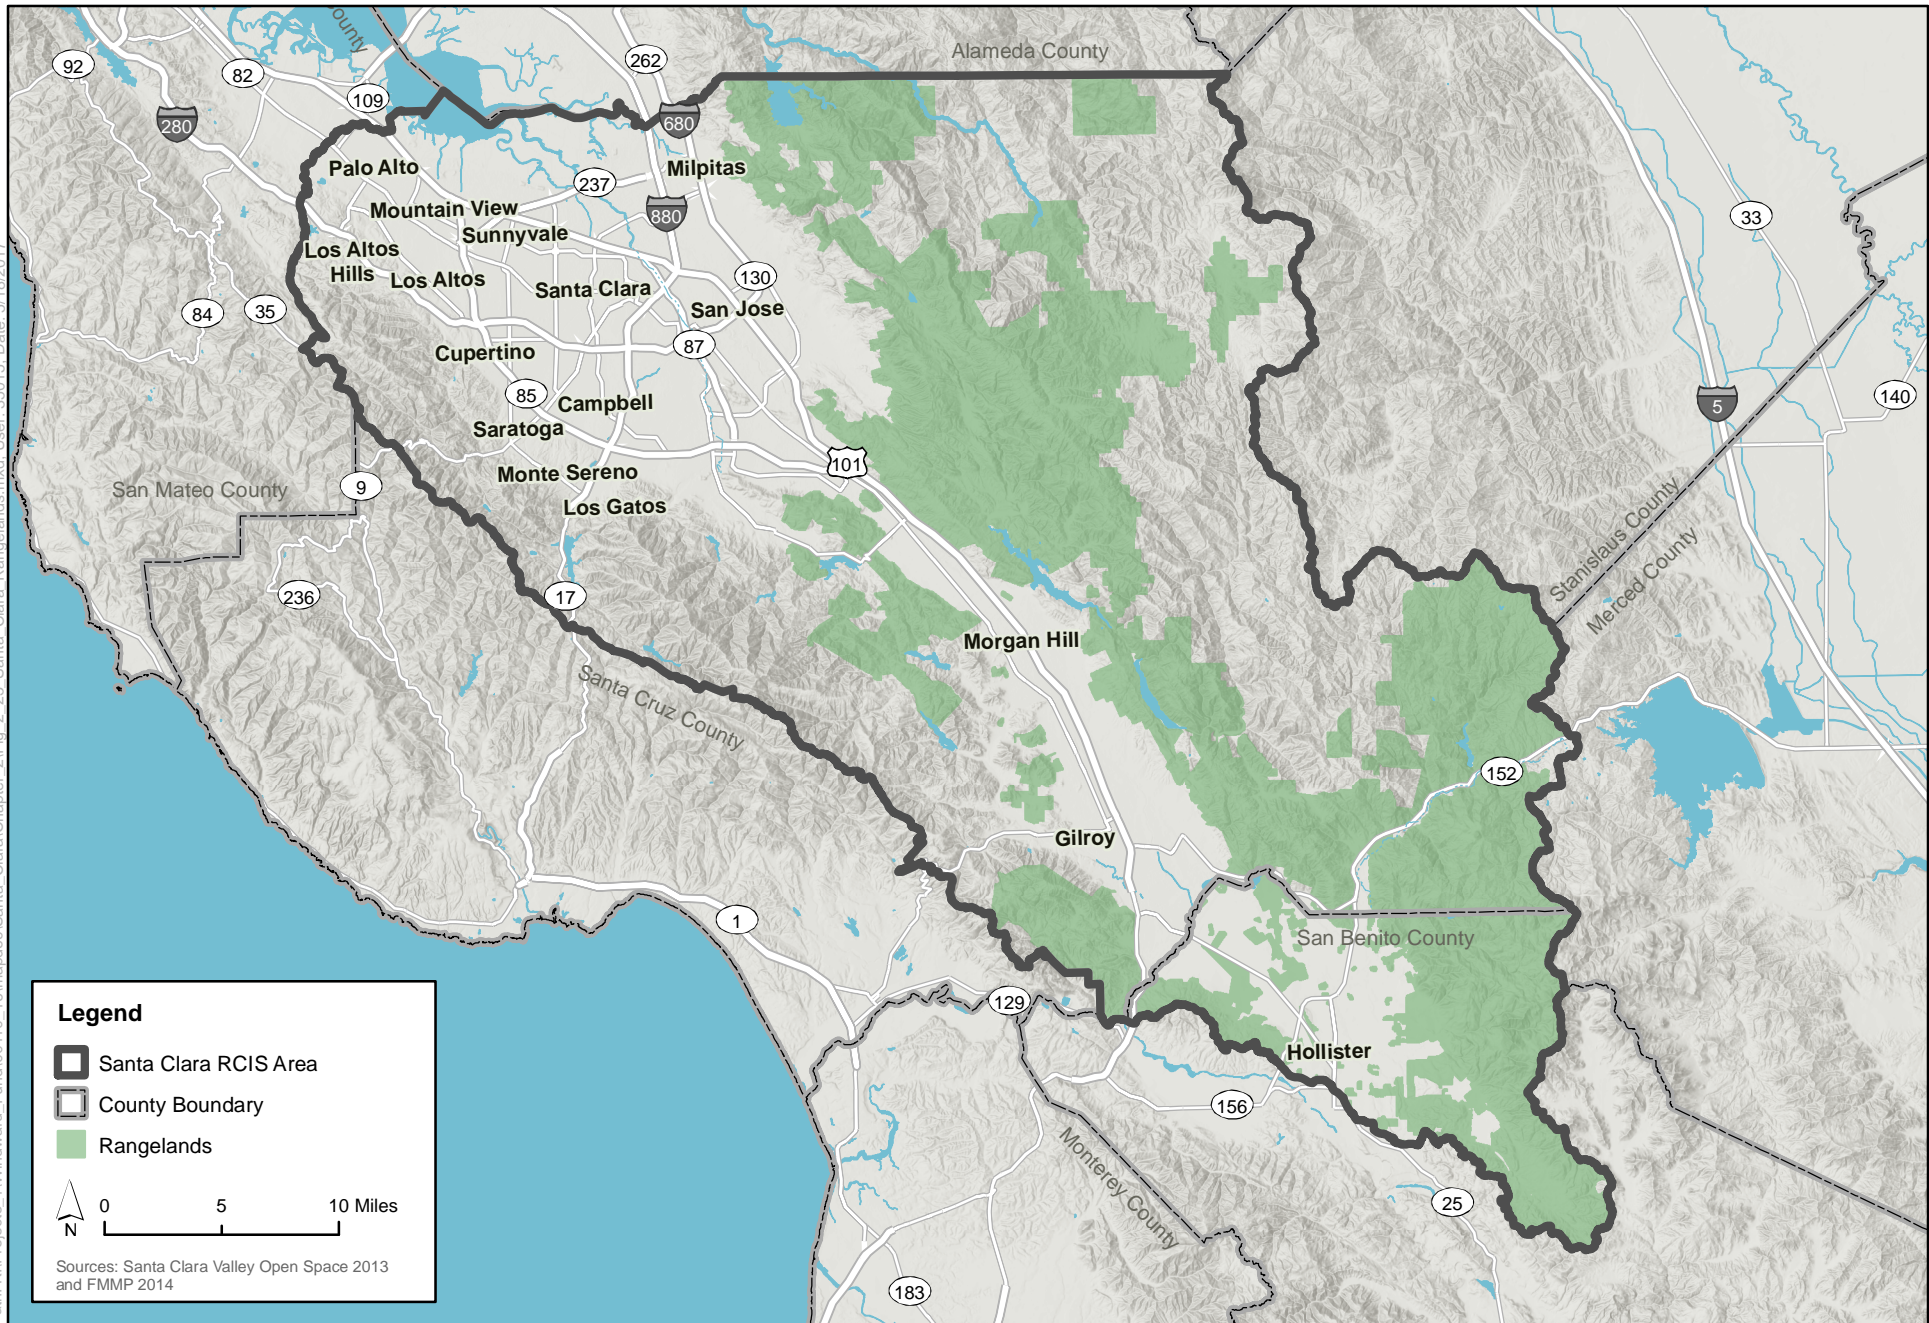 County
Alameda County
92
82
262
109
280
680
Palo Alto
Milpitas
237
Mountain View
880
33
Sunnyvale
Los Altos
Hills
Los Altos
130
Santa Clara
84
35
San Jose
87
Cupertino
85
140
5
Campbell
Saratoga
101
Monte Sereno
San Mateo County
9
Los Gatos
Stanislaus County
Merced County
236
17
Morgan Hill
Santa Cruz County
152
Gilroy
1
San Benito County
129
Hollister
156
Monterey County
25
183
Legend
Santa Clara RCIS Area
County Boundary
Rangelands
N
0 5 10 Miles
Sources: Santa Clara Valley Open Space 2013
and FMMP 2014